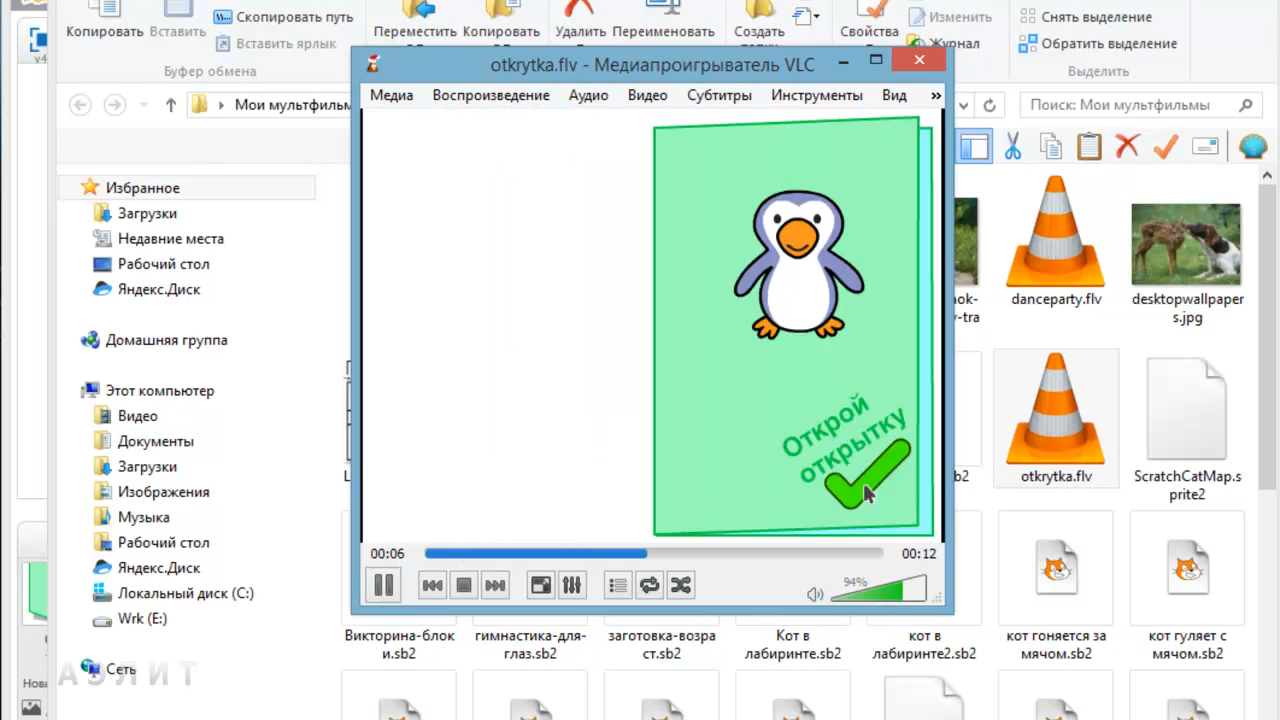 Копировать
Вставить
Скопировать путь
Вставить ярлык
Буфер обмена
Переместить
Копировать
Удалить
Переименовать
Создать
Свойства
Изменить
Журнал
Снять выделение
Обратить выделение
Выделить
otkrytka.flv - Медиапроигрыватель VLC
Медиа Воспроизведение Аудио Видео Субтитры Инструменты Вид »
Мои мультфильм
Поиск: Мои мультфильмы
Избранное
Загрузки
Недавние места
Рабочий стол
Яндекс.Диск
Домашняя группа
Этот компьютер
Видео
Документы
Загрузки
Изображения
Музыка
Рабочий стол
Яндекс.Диск
Локальный диск (C:)
Wrk (E:)
Сеть
АЭЛИТ
Открой
открытку
00:06
00:12
94%
danceparty.flv
desktopwallpaper
s.jpg
otkrytka.flv
ScratchCatMap.s
prite2
Викторина-блок
и.sb2
гимнастика-для-
глаз.sb2
заготовка-возра
ст.sb2
Кот в
лабиринте.sb2
кот в
лабиринте2.sb2
кот гоняется за
мячом.sb2
кот гуляет с
мячом.sb2